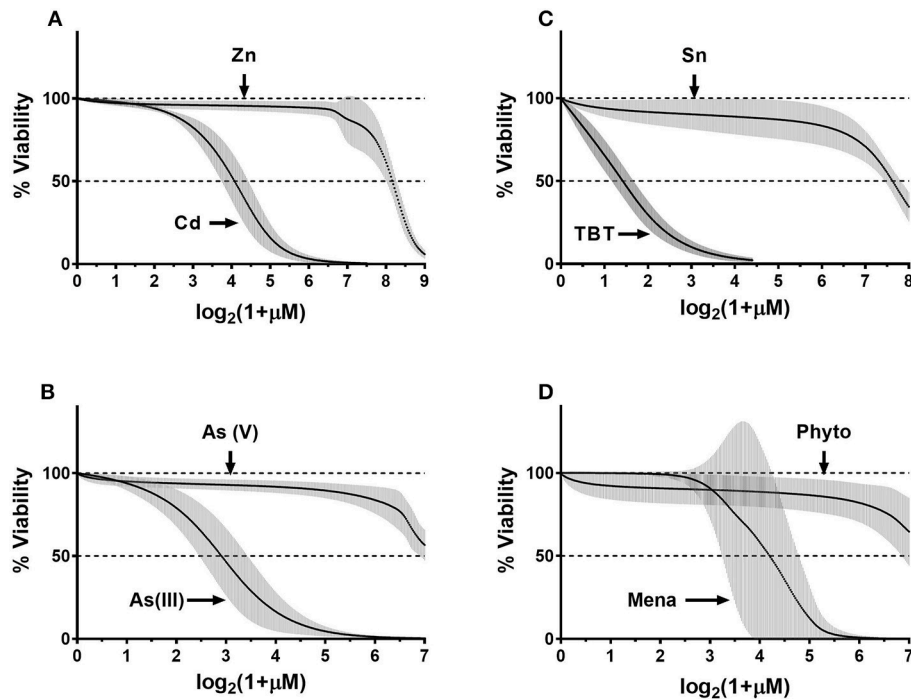 A
% Viability
100
50
0
Zn
Cd
0 1 2 3 4 5 6 7 8 9
log₂(1+μM)
C
% Viability
100
50
0
Sn
TBT
0 1 2 3 4 5 6 7 8
log₂(1+μM)
B
% Viability
100
50
0
As (V)
As(III)
0 1 2 3 4 5 6 7
log₂(1+μM)
D
% Viability
100
50
0
Phyto
Mena
0 1 2 3 4 5 6 7
log₂(1+μM)